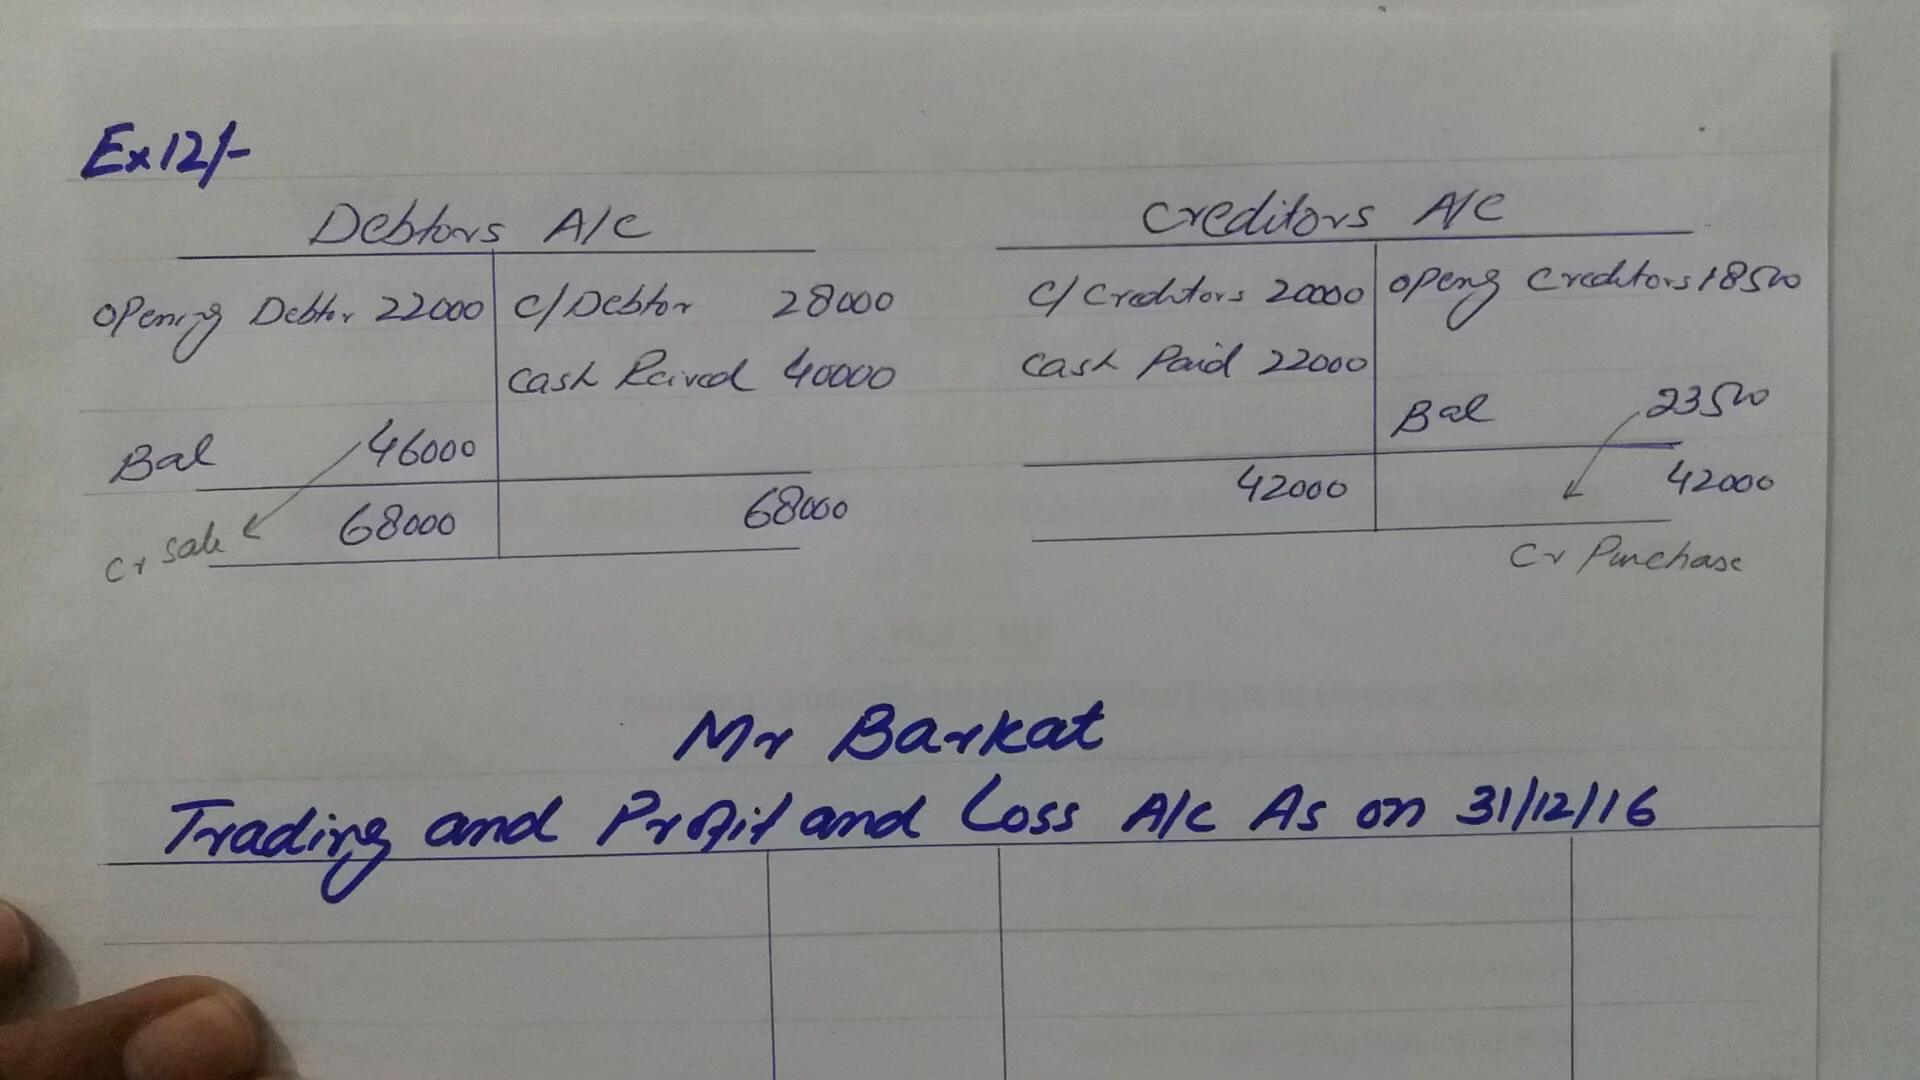 Ex 12/-
Debtors A/c
Opening Debtor 22000 C/Debtor 28000
Cash Reived 40000
Bal 46000
68000 68000
Cr Sale
Creditors A/c
C/Creditors 20000 Openg Creditors 18500
Cash Paid 22000
Bal 23500
42000 42000
Cr Purchase
Mr Barkat
Trading and Profit and Loss A/c As on 31/12/16